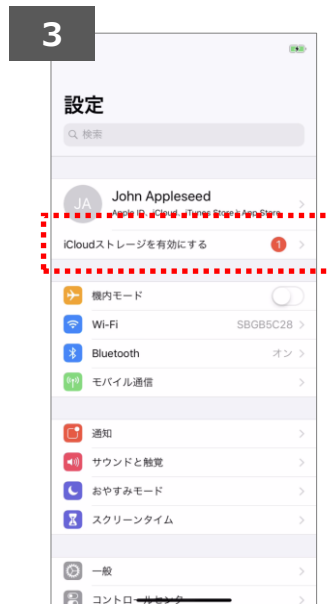 3
設定
検索
JA
John Appleseed
Apple ID、iCloud、iTunes StoreとApp Store
iCloudストレージを有効にする 1
機内モード
Wi-Fi SBGB5C28
Bluetooth オン
モバイル通信
通知
サウンドと触覚
おやすみモード
スクリーンタイム
一般
コントロールセンター